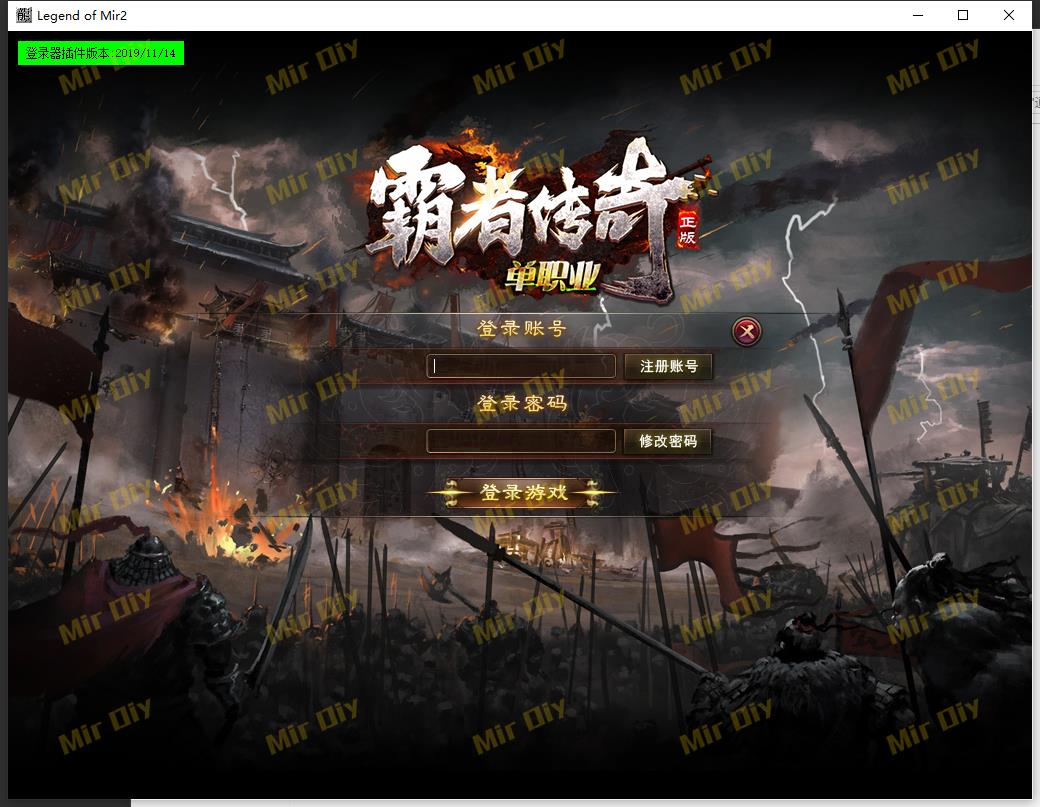 Legend of Mir2
登录器插件版本:2019/11/14
Mir Diy Mir Diy Mir Diy Mir Diy Mir Diy
Mir Diy Mir Diy Mir Diy Mir Diy Mir Diy
霸者传奇
正版
单职业
Mir Diy Mir Diy Mir Diy Mir Diy Mir Diy
登录账号
注册账号
Mir Diy Mir Diy Mir Diy Mir Diy Mir Diy
登录密码
修改密码
登录游戏
Mir Diy Mir Diy Mir Diy Mir Diy Mir Diy
Mir Diy Mir Diy Mir Diy Mir Diy Mir Diy
Mir Diy Mir Diy Mir Diy Mir Diy Mir Diy